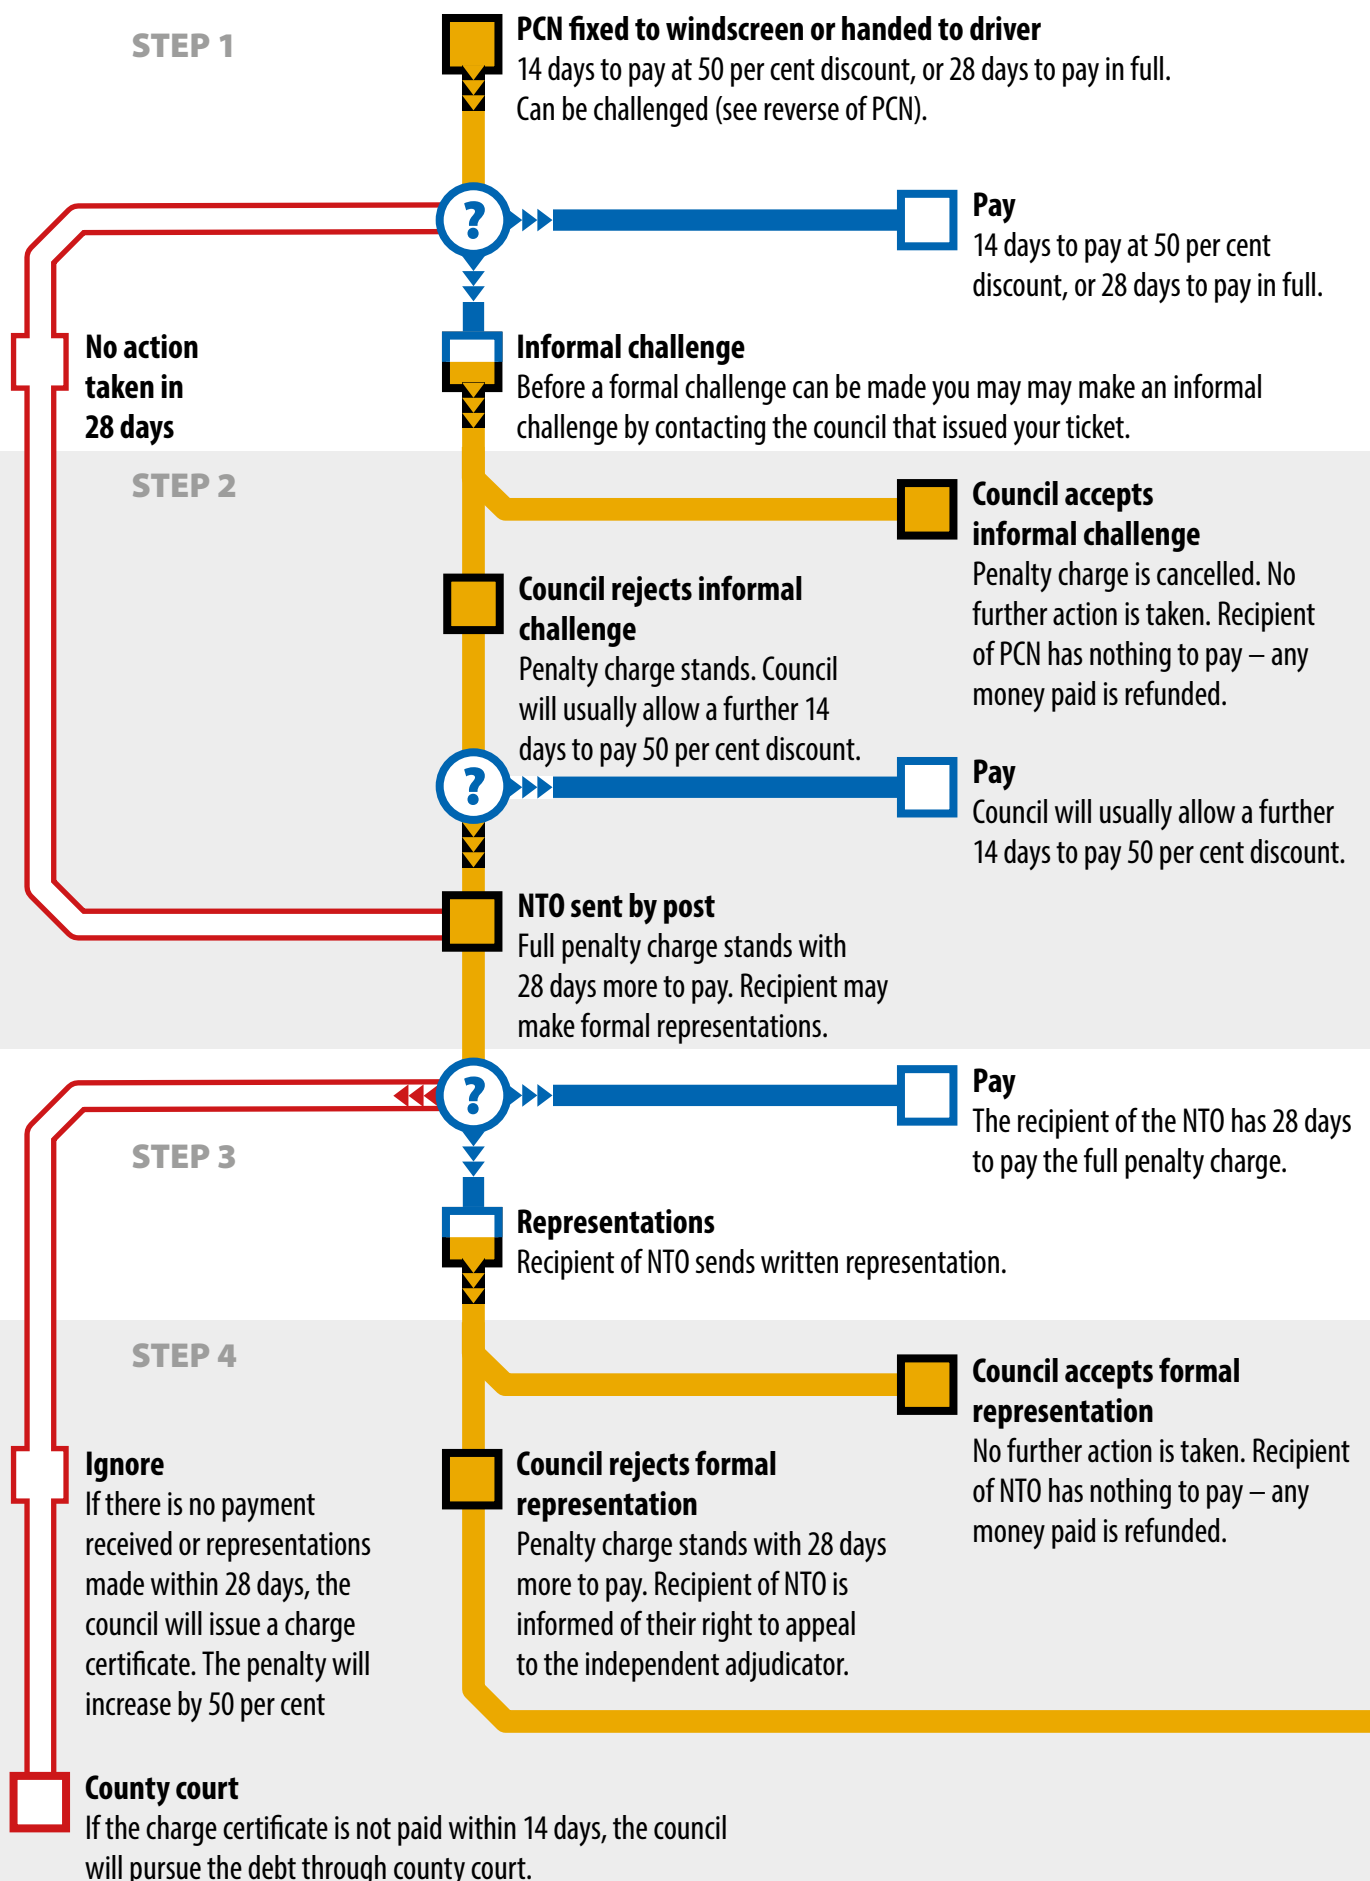 STEP 1
PCN fixed to windscreen or handed to driver
14 days to pay at 50 per cent discount, or 28 days to pay in full.
Can be challenged (see reverse of PCN).
?
Pay
14 days to pay at 50 per cent
discount, or 28 days to pay in full.
No action
taken in
28 days
Informal challenge
Before a formal challenge can be made you may may make an informal
challenge by contacting the council that issued your ticket.
STEP 2
Council accepts
informal challenge
Penalty charge is cancelled. No
further action is taken. Recipient
of PCN has nothing to pay – any
money paid is refunded.
Council rejects informal
challenge
Penalty charge stands. Council
will usually allow a further 14
days to pay 50 per cent discount.
?
Pay
Council will usually allow a further
14 days to pay 50 per cent discount.
NTO sent by post
Full penalty charge stands with
28 days more to pay. Recipient may
make formal representations.
?
Pay
The recipient of the NTO has 28 days
to pay the full penalty charge.
STEP 3
Representations
Recipient of NTO sends written representation.
STEP 4
Council accepts formal
representation
No further action is taken. Recipient
of NTO has nothing to pay – any
money paid is refunded.
Ignore
If there is no payment
received or representations
made within 28 days, the
council will issue a charge
certificate. The penalty will
increase by 50 per cent
Council rejects formal
representation
Penalty charge stands with 28 days
more to pay. Recipient of NTO is
informed of their right to appeal
to the independent adjudicator.
County court
If the charge certificate is not paid within 14 days, the council
will pursue the debt through county court.